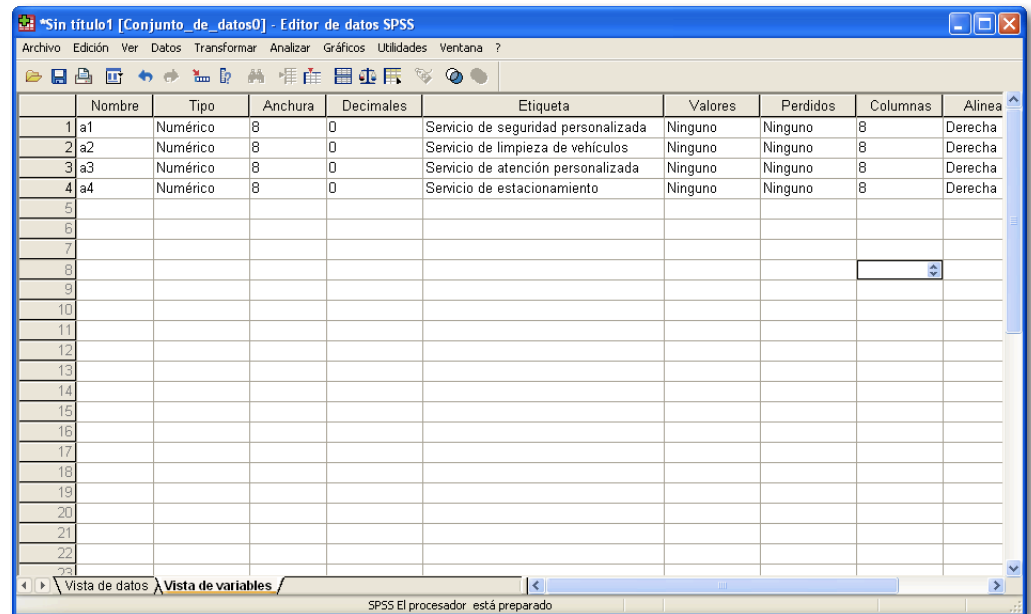 *Sin título1 [Conjunto_de_datos0] - Editor de datos SPSS
Archivo Edición Ver Datos Transformar Analizar Gráficos Utilidades Ventana ?
Nombre Tipo Anchura Decimales Etiqueta Valores Perdidos Columnas Alinea
1 a1 Numérico 8 0 Servicio de seguridad personalizada Ninguno Ninguno 8 Derecha
2 a2 Numérico 8 0 Servicio de limpieza de vehículos Ninguno Ninguno 8 Derecha
3 a3 Numérico 8 0 Servicio de atención personalizada Ninguno Ninguno 8 Derecha
4 a4 Numérico 8 0 Servicio de estacionamiento Ninguno Ninguno 8 Derecha
5
6
7
8
9
10
11
12
13
14
15
16
17
18
19
20
21
22
23
Vista de datos Vista de variables
SPSS El procesador está preparado